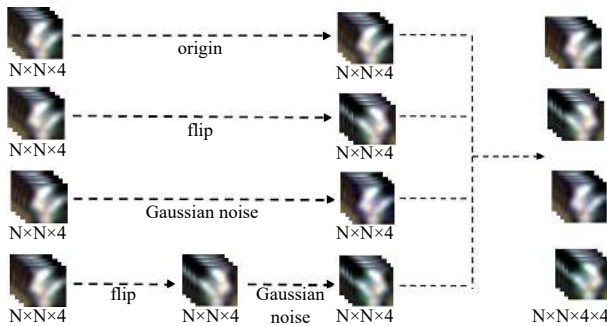 origin
N×N×4 N×N×4
flip
N×N×4 N×N×4
Gaussian noise
N×N×4 N×N×4
flip Gaussian
noise
N×N×4 N×N×4 N×N×4 N×N×4×4